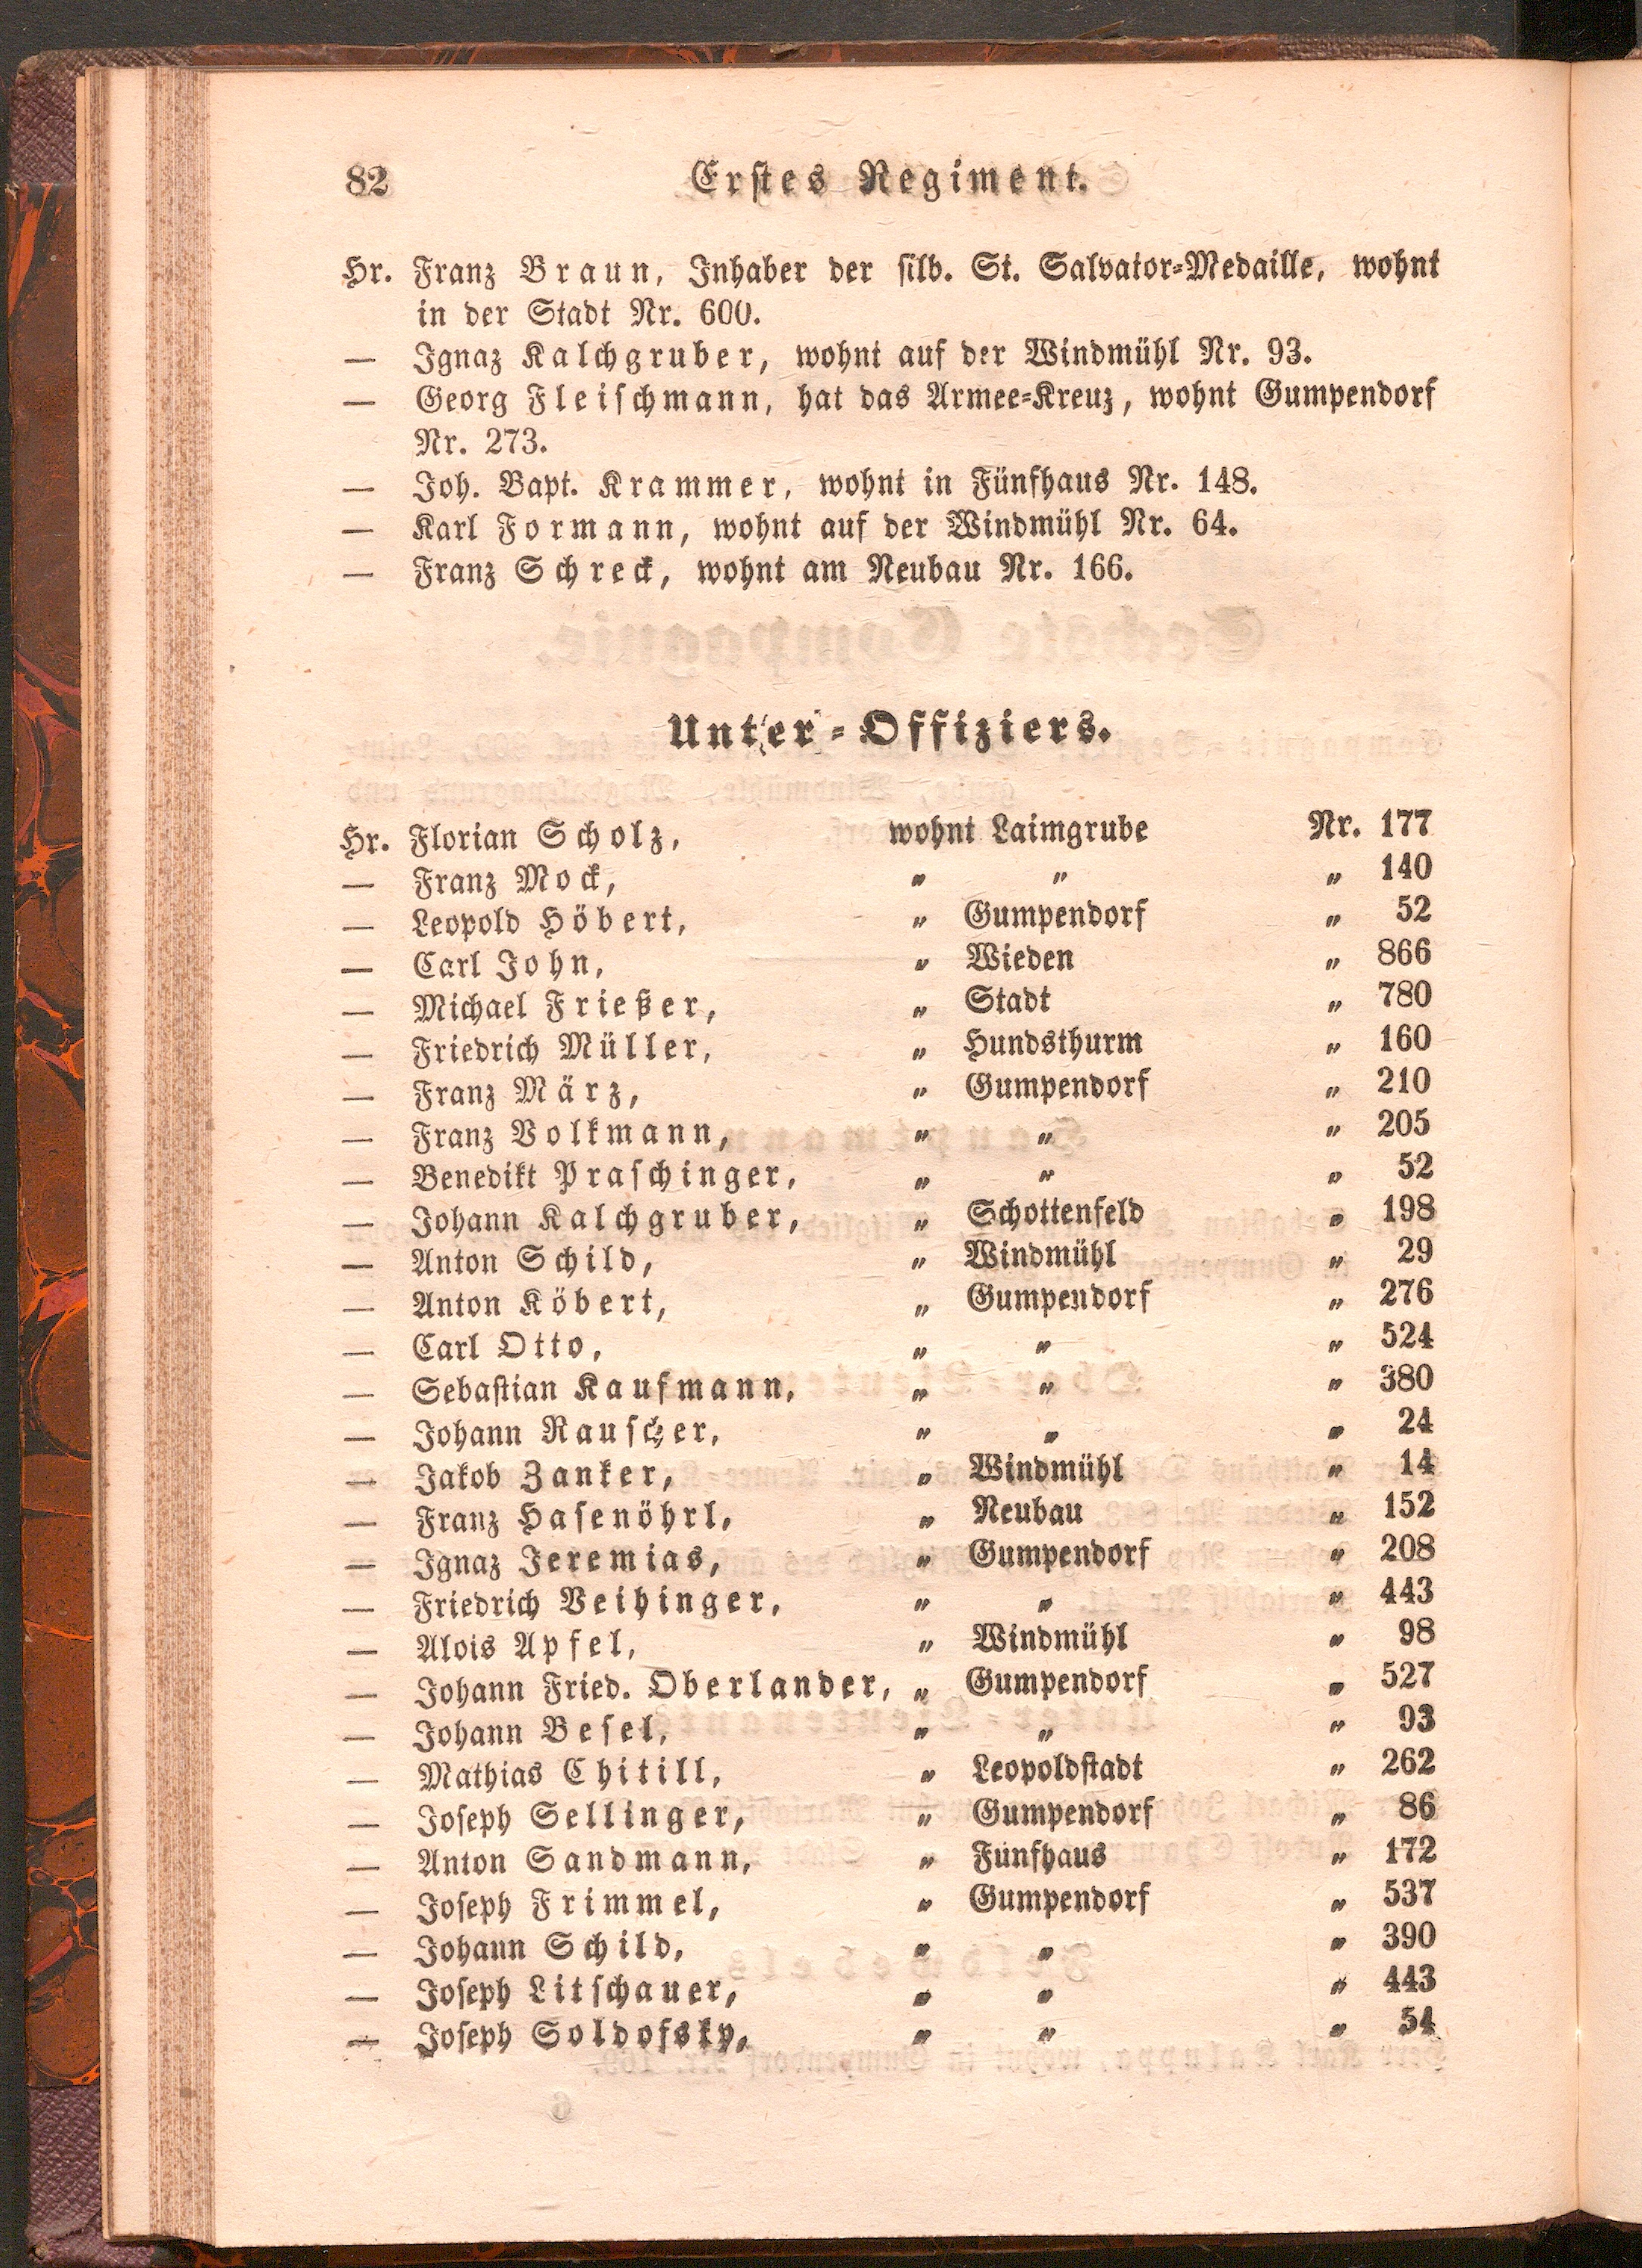 82 Erstes Regiment.
Hr. Franz Braun, Inhaber der silb. St. Salvator-Medaille, wohnt
in der Stadt Nr. 600.
— Ignaz Kalchgruber, wohnt auf der Windmühl Nr. 93.
— Georg Fleischmann, hat das Armee-Kreuz, wohnt Gumpendorf
Nr. 273.
— Joh. Bapt. Krammer, wohnt in Fünfhaus Nr. 148.
— Karl Formann, wohnt auf der Windmühl Nr. 64.
— Franz Schreck, wohnt am Neubau Nr. 166.
Unter-Offiziers.
Hr. Florian Scholz, wohnt Laimgrube Nr. 177
— Franz Mock, „ „ „ 140
— Leopold Höbert, „ Gumpendorf „ 52
— Carl John, „ Wieden „ 866
— Michael Frießer, „ Stadt „ 780
— Friedrich Müller, „ Hundsthurm „ 160
— Franz März, „ Gumpendorf „ 210
— Franz Volkmann, „ „ „ 205
— Benedikt Praschinger, „ „ „ 52
— Johann Kalchgruber, „ Schottenfeld „ 198
— Anton Schild, „ Windmühl „ 29
— Anton Köbert, „ Gumpendorf „ 276
— Carl Otto, „ „ „ 524
— Sebastian Kaufmann, „ „ „ 380
— Johann Rauscher, „ „ „ 24
— Jakob Zanker, „ Windmühl „ 14
— Franz Hasenöhrl, „ Neubau „ 152
— Ignaz Jeremias, „ Gumpendorf „ 208
— Friedrich Veihinger, „ „ „ 443
— Alois Apfel, „ Windmühl „ 98
— Johann Fried. Oberlander, „ Gumpendorf „ 527
— Johann Besel, „ „ „ 93
— Mathias Chitill, „ Leopoldstadt „ 262
— Joseph Sellinger, „ Gumpendorf „ 86
— Anton Sandmann, „ Funfhaus „ 172
— Joseph Frimmel, „ Gumpendorf „ 537
— Johann Schild, „ „ „ 390
— Joseph Litschauer, „ „ „ 443
— Joseph Soldofsky, „ „ „ 54